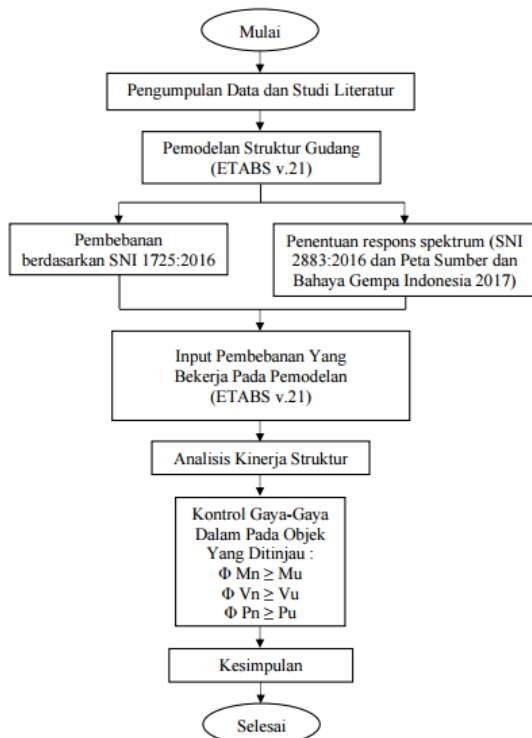 Mulai
Pengumpulan Data dan Studi Literatur
Pemodelan Struktur Gudang
(ETABS v.21)
Pembebanan
berdasarkan SNI 1725:2016
Penentuan respons spektrum (SNI
2883:2016 dan Peta Sumber dan
Bahaya Gempa Indonesia 2017)
Input Pembebanan Yang
Bekerja Pada Pemodelan
(ETABS v.21)
Analisis Kinerja Struktur
Kontrol Gaya-Gaya
Dalam Pada Objek
Yang Ditinjau :
Φ Mn ≥ Mu
Φ Vn ≥ Vu
Φ Pn ≥ Pu
Kesimpulan
Selesai